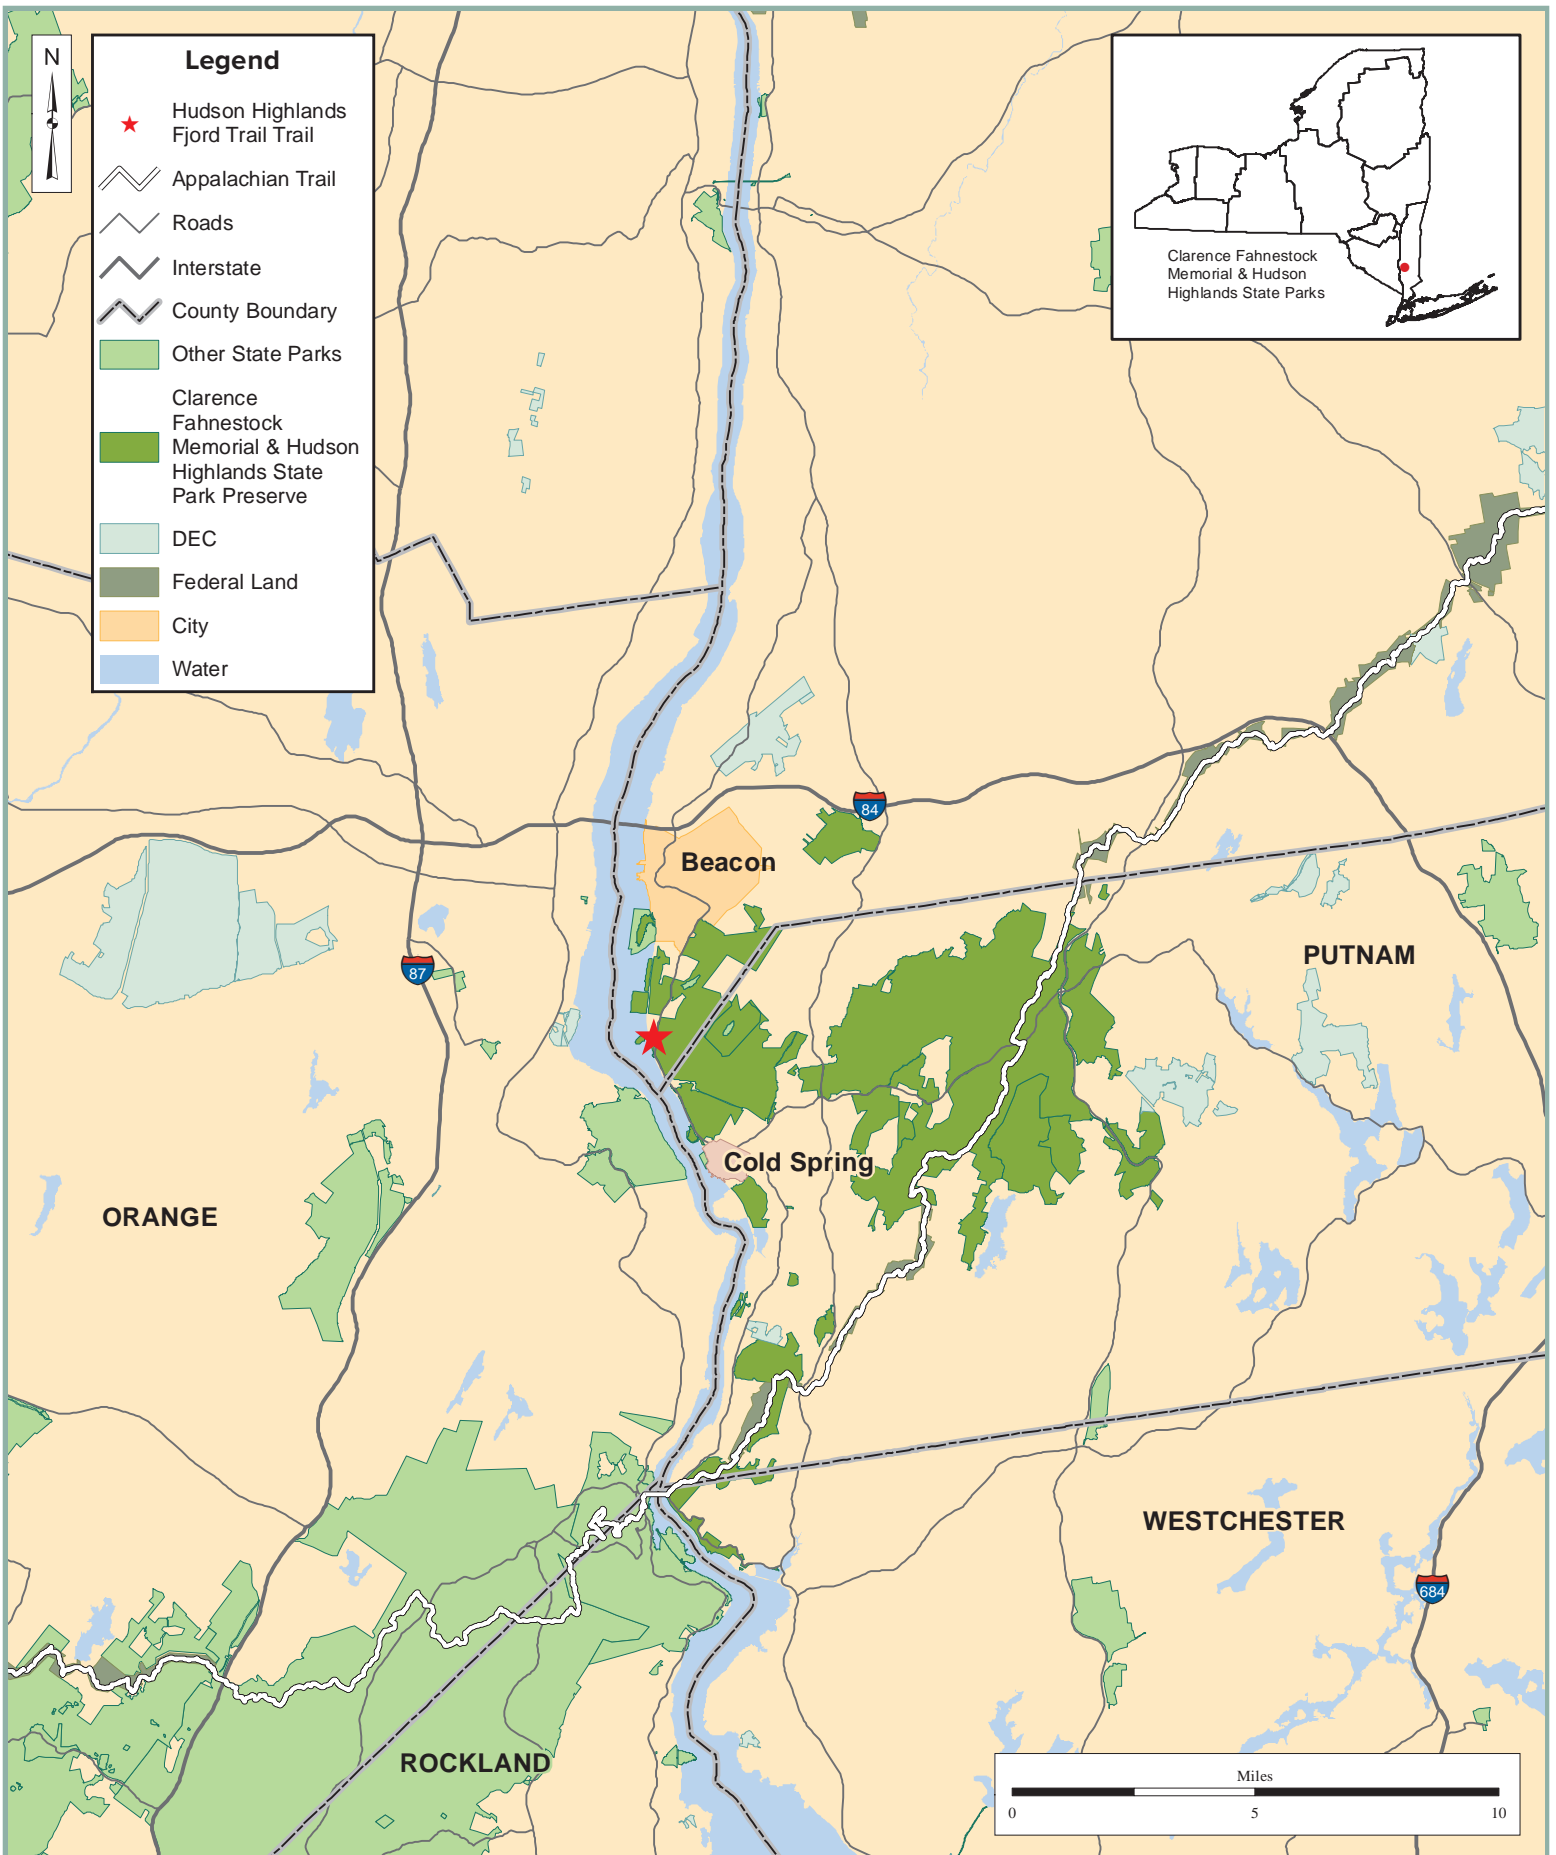 N
Legend
Hudson Highlands
Fjord Trail Trail
Appalachian Trail
Roads
Interstate
County Boundary
Other State Parks
Clarence
Fahnestock
Memorial & Hudson
Highlands State
Park Preserve
DEC
Federal Land
City
Water
Clarence Fahnestock
Memorial & Hudson
Highlands State Parks
84
Beacon
87
PUTNAM
Cold Spring
ORANGE
WESTCHESTER
684
ROCKLAND
Miles
0 5 10